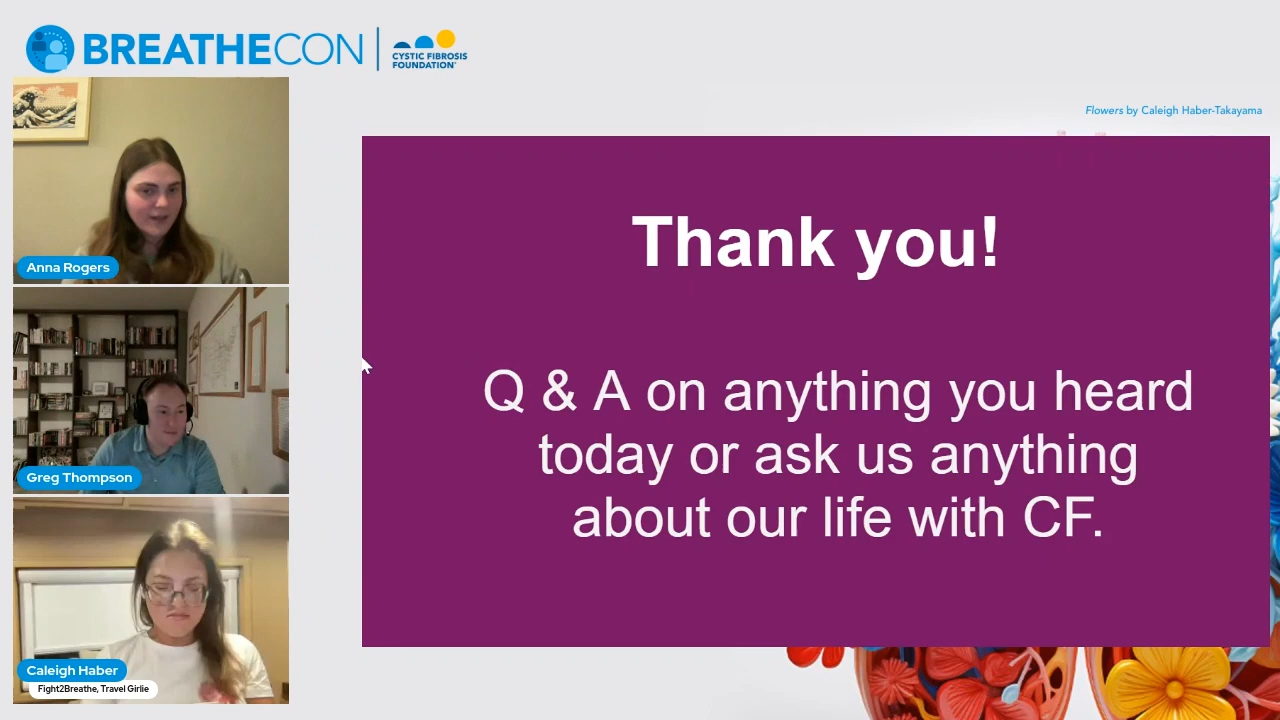 BREATHECON
CYSTIC FIBROSIS
FOUNDATION
Flowers by Caleigh Haber-Takayama
Anna Rogers
Greg Thompson
Caleigh Haber
Fight2Breathe, Travel Girlie
Thank you!
Q & A on anything you heard
today or ask us anything
about our life with CF.